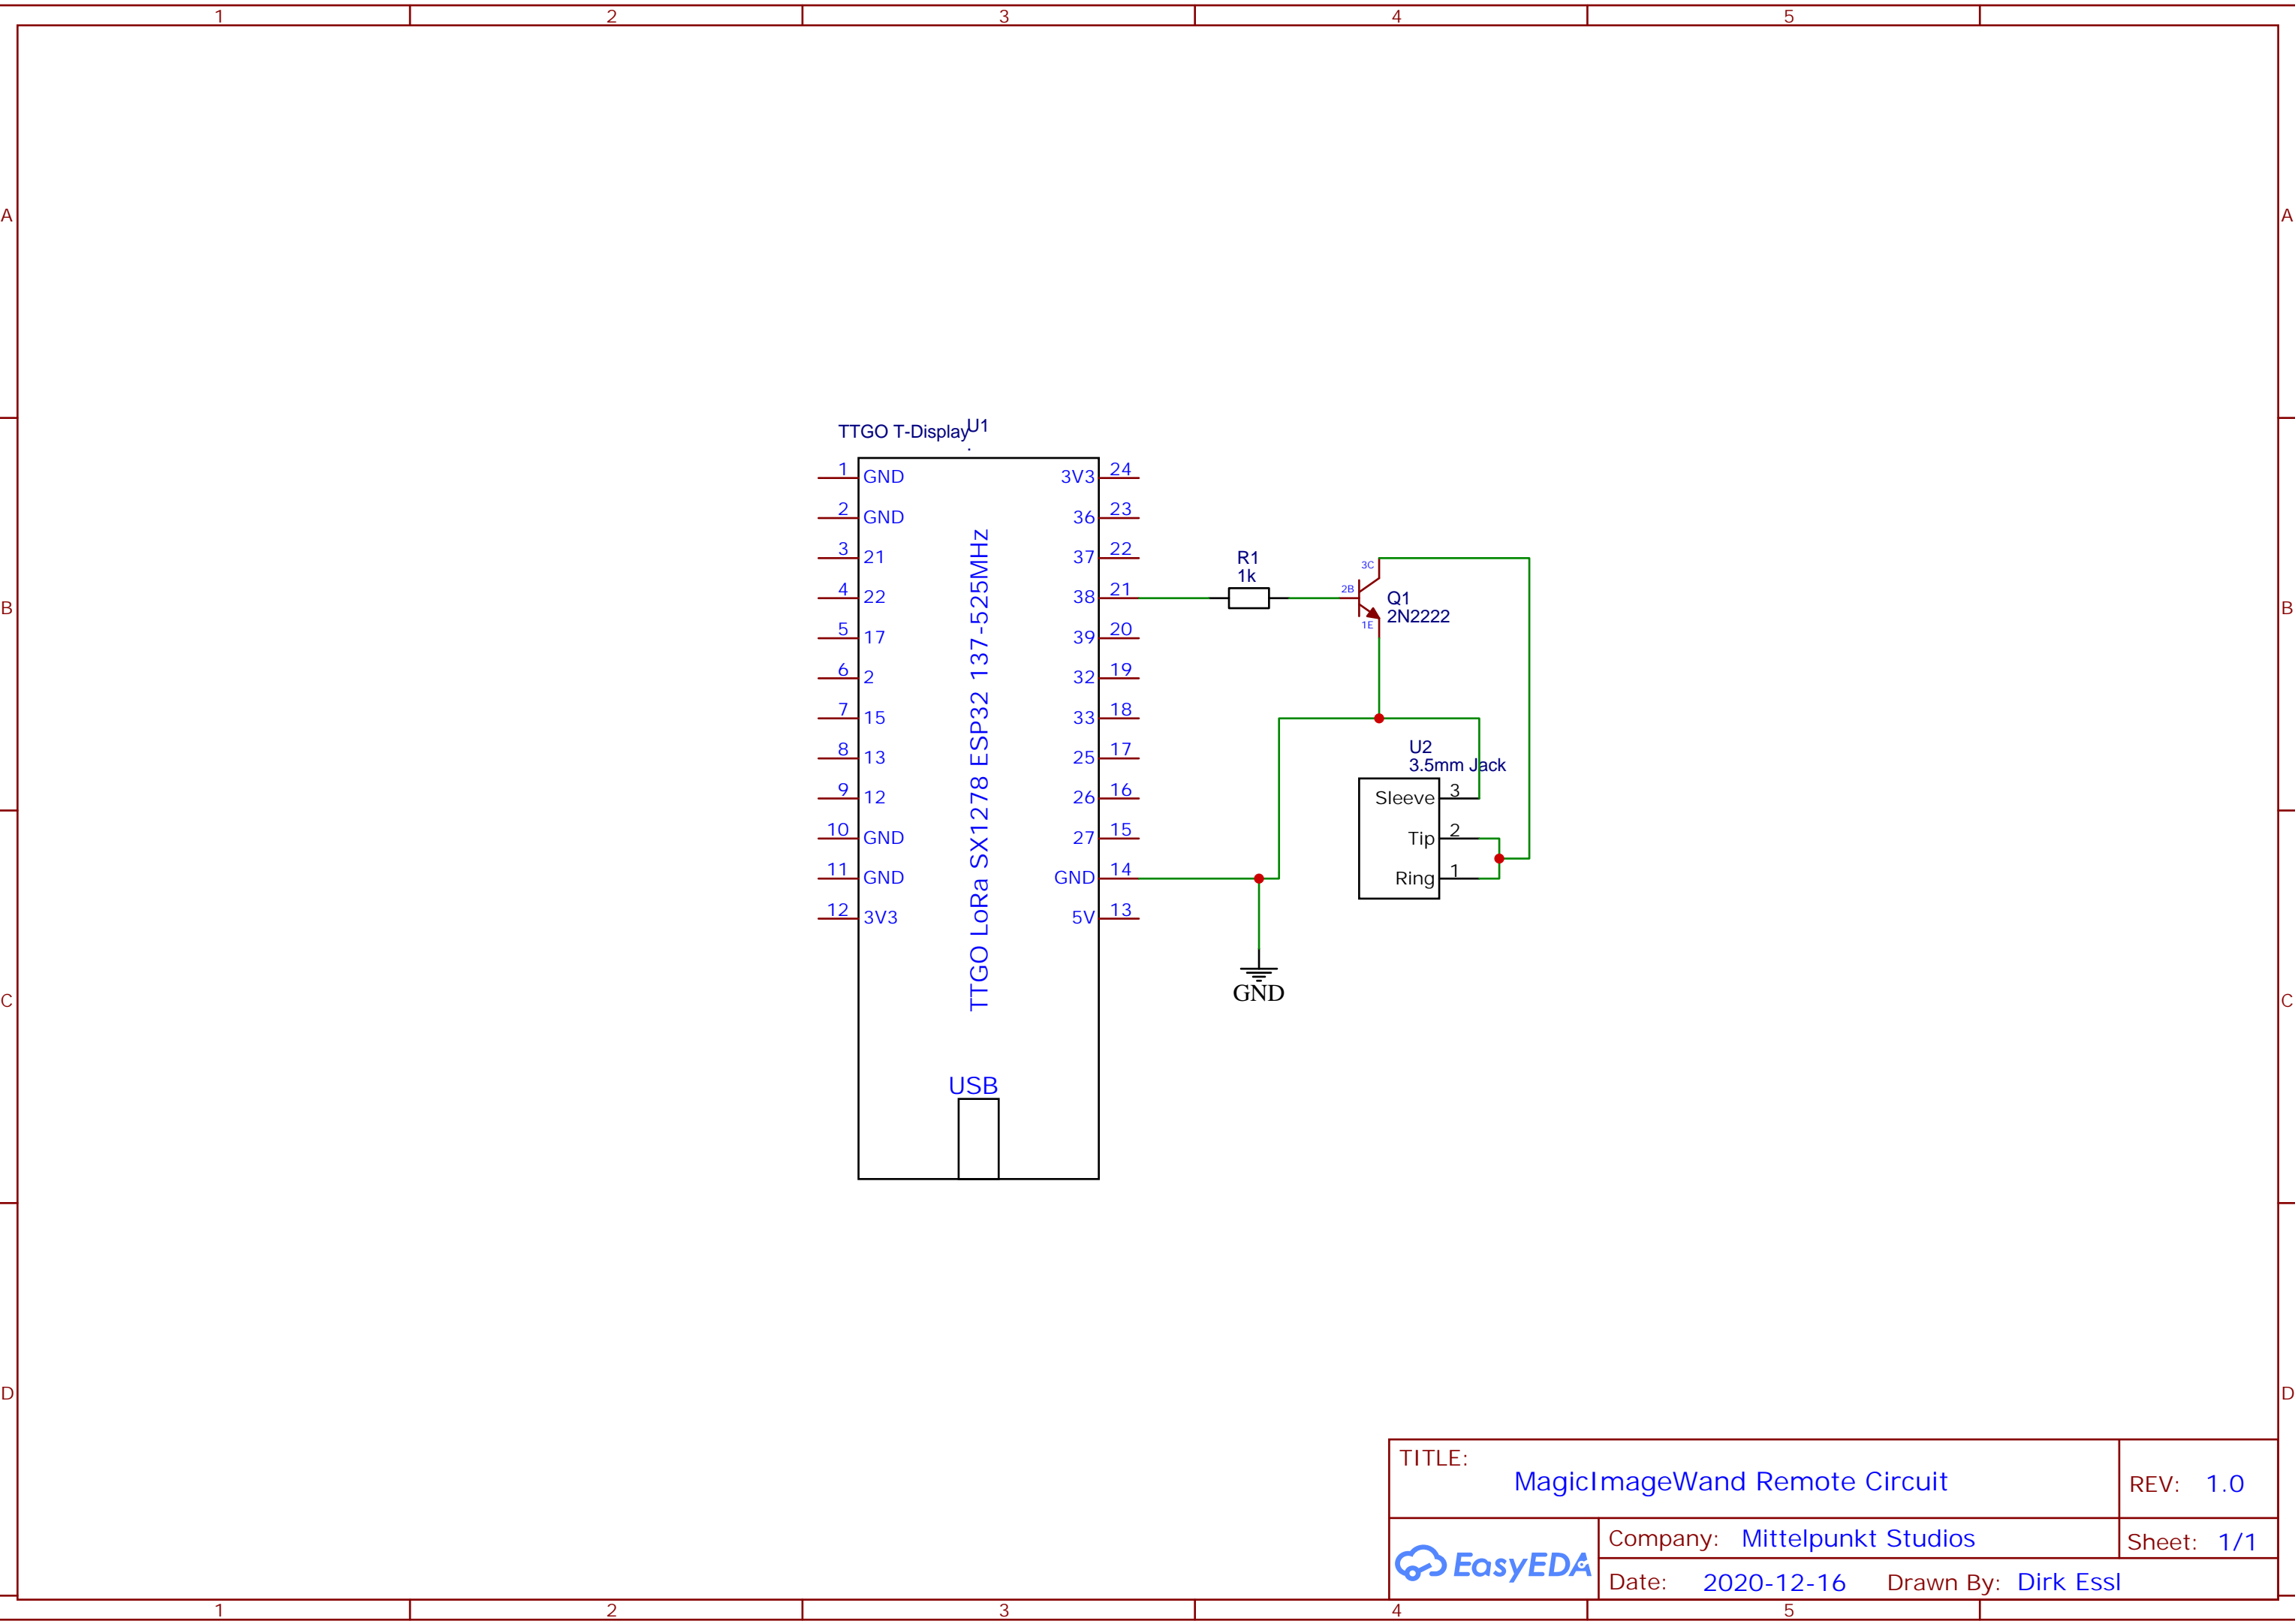 1 2 3 4 5
A A
B B
C C
D D
TTGO T-Display U1
.
1 GND 3V3 24
2 GND 36 23
3 21 37 22
4 22 38 21
5 17 39 20
6 2 32 19
7 15 33 18
8 13 25 17
9 12 26 16
10 GND 27 15
11 GND GND 14
12 3V3 5V 13
TTGO LoRa SX1278 ESP32 137-525MHz
USB
R1
1k
3C
2B
1E
Q1
2N2222
U2
3.5mm Jack
Sleeve 3
Tip 2
Ring 1
GND
TITLE:
MagicImageWand Remote Circuit
REV: 1.0
EasyEDA
Company: Mittelpunkt Studios
Sheet: 1/1
Date: 2020-12-16 Drawn By: Dirk Essl
1 2 3 4 5